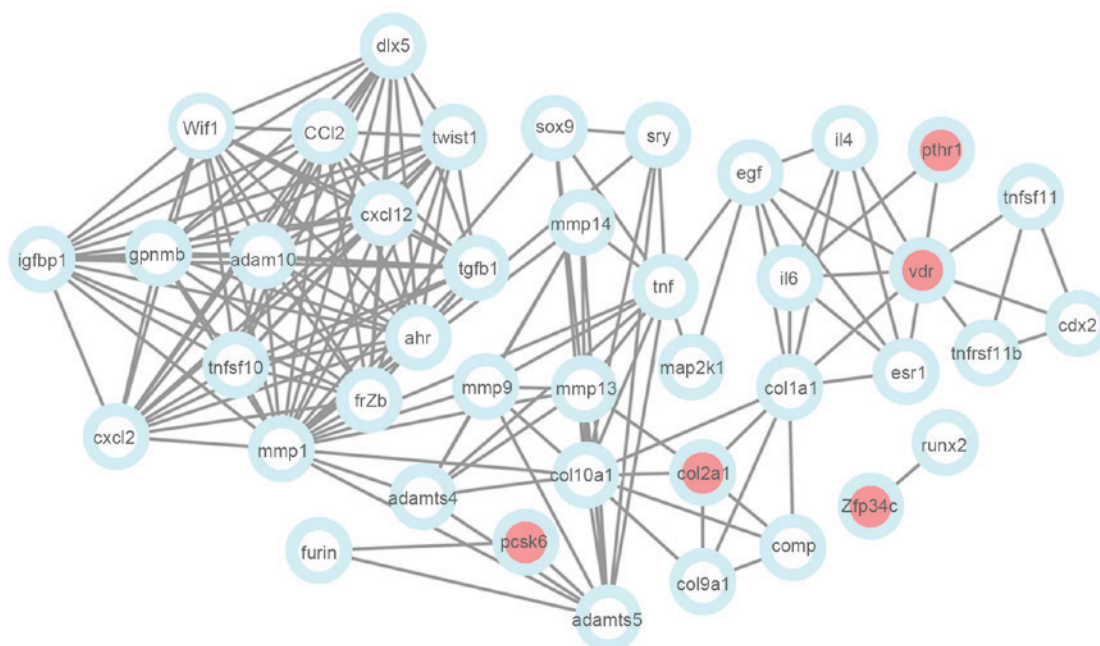 dlx5
Wif1
CCl2
twist1
sox9
sry
il4
pthr1
egf
tnfsf11
cxcl12
mmp14
igfbp1
gpnmb
adam10
tgfb1
tnf
il6
vdr
cdx2
ahr
tnfsf10
map2k1
tnfrsf11b
esr1
mmp9
mmp13
col1a1
frZb
cxcl2
mmp1
runx2
col10a1
col2a1
adamts4
Zfp34c
furin
pcsk6
comp
col9a1
adamts5